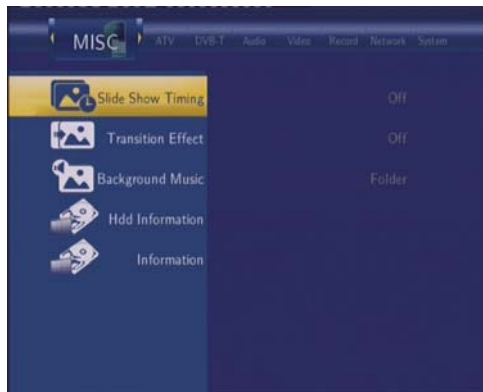 MISC ATV DVB-T Audio Video Record Network System
Slide Show Timing Off
Transition Effect Off
Background Music Folder
Hdd Information
Information